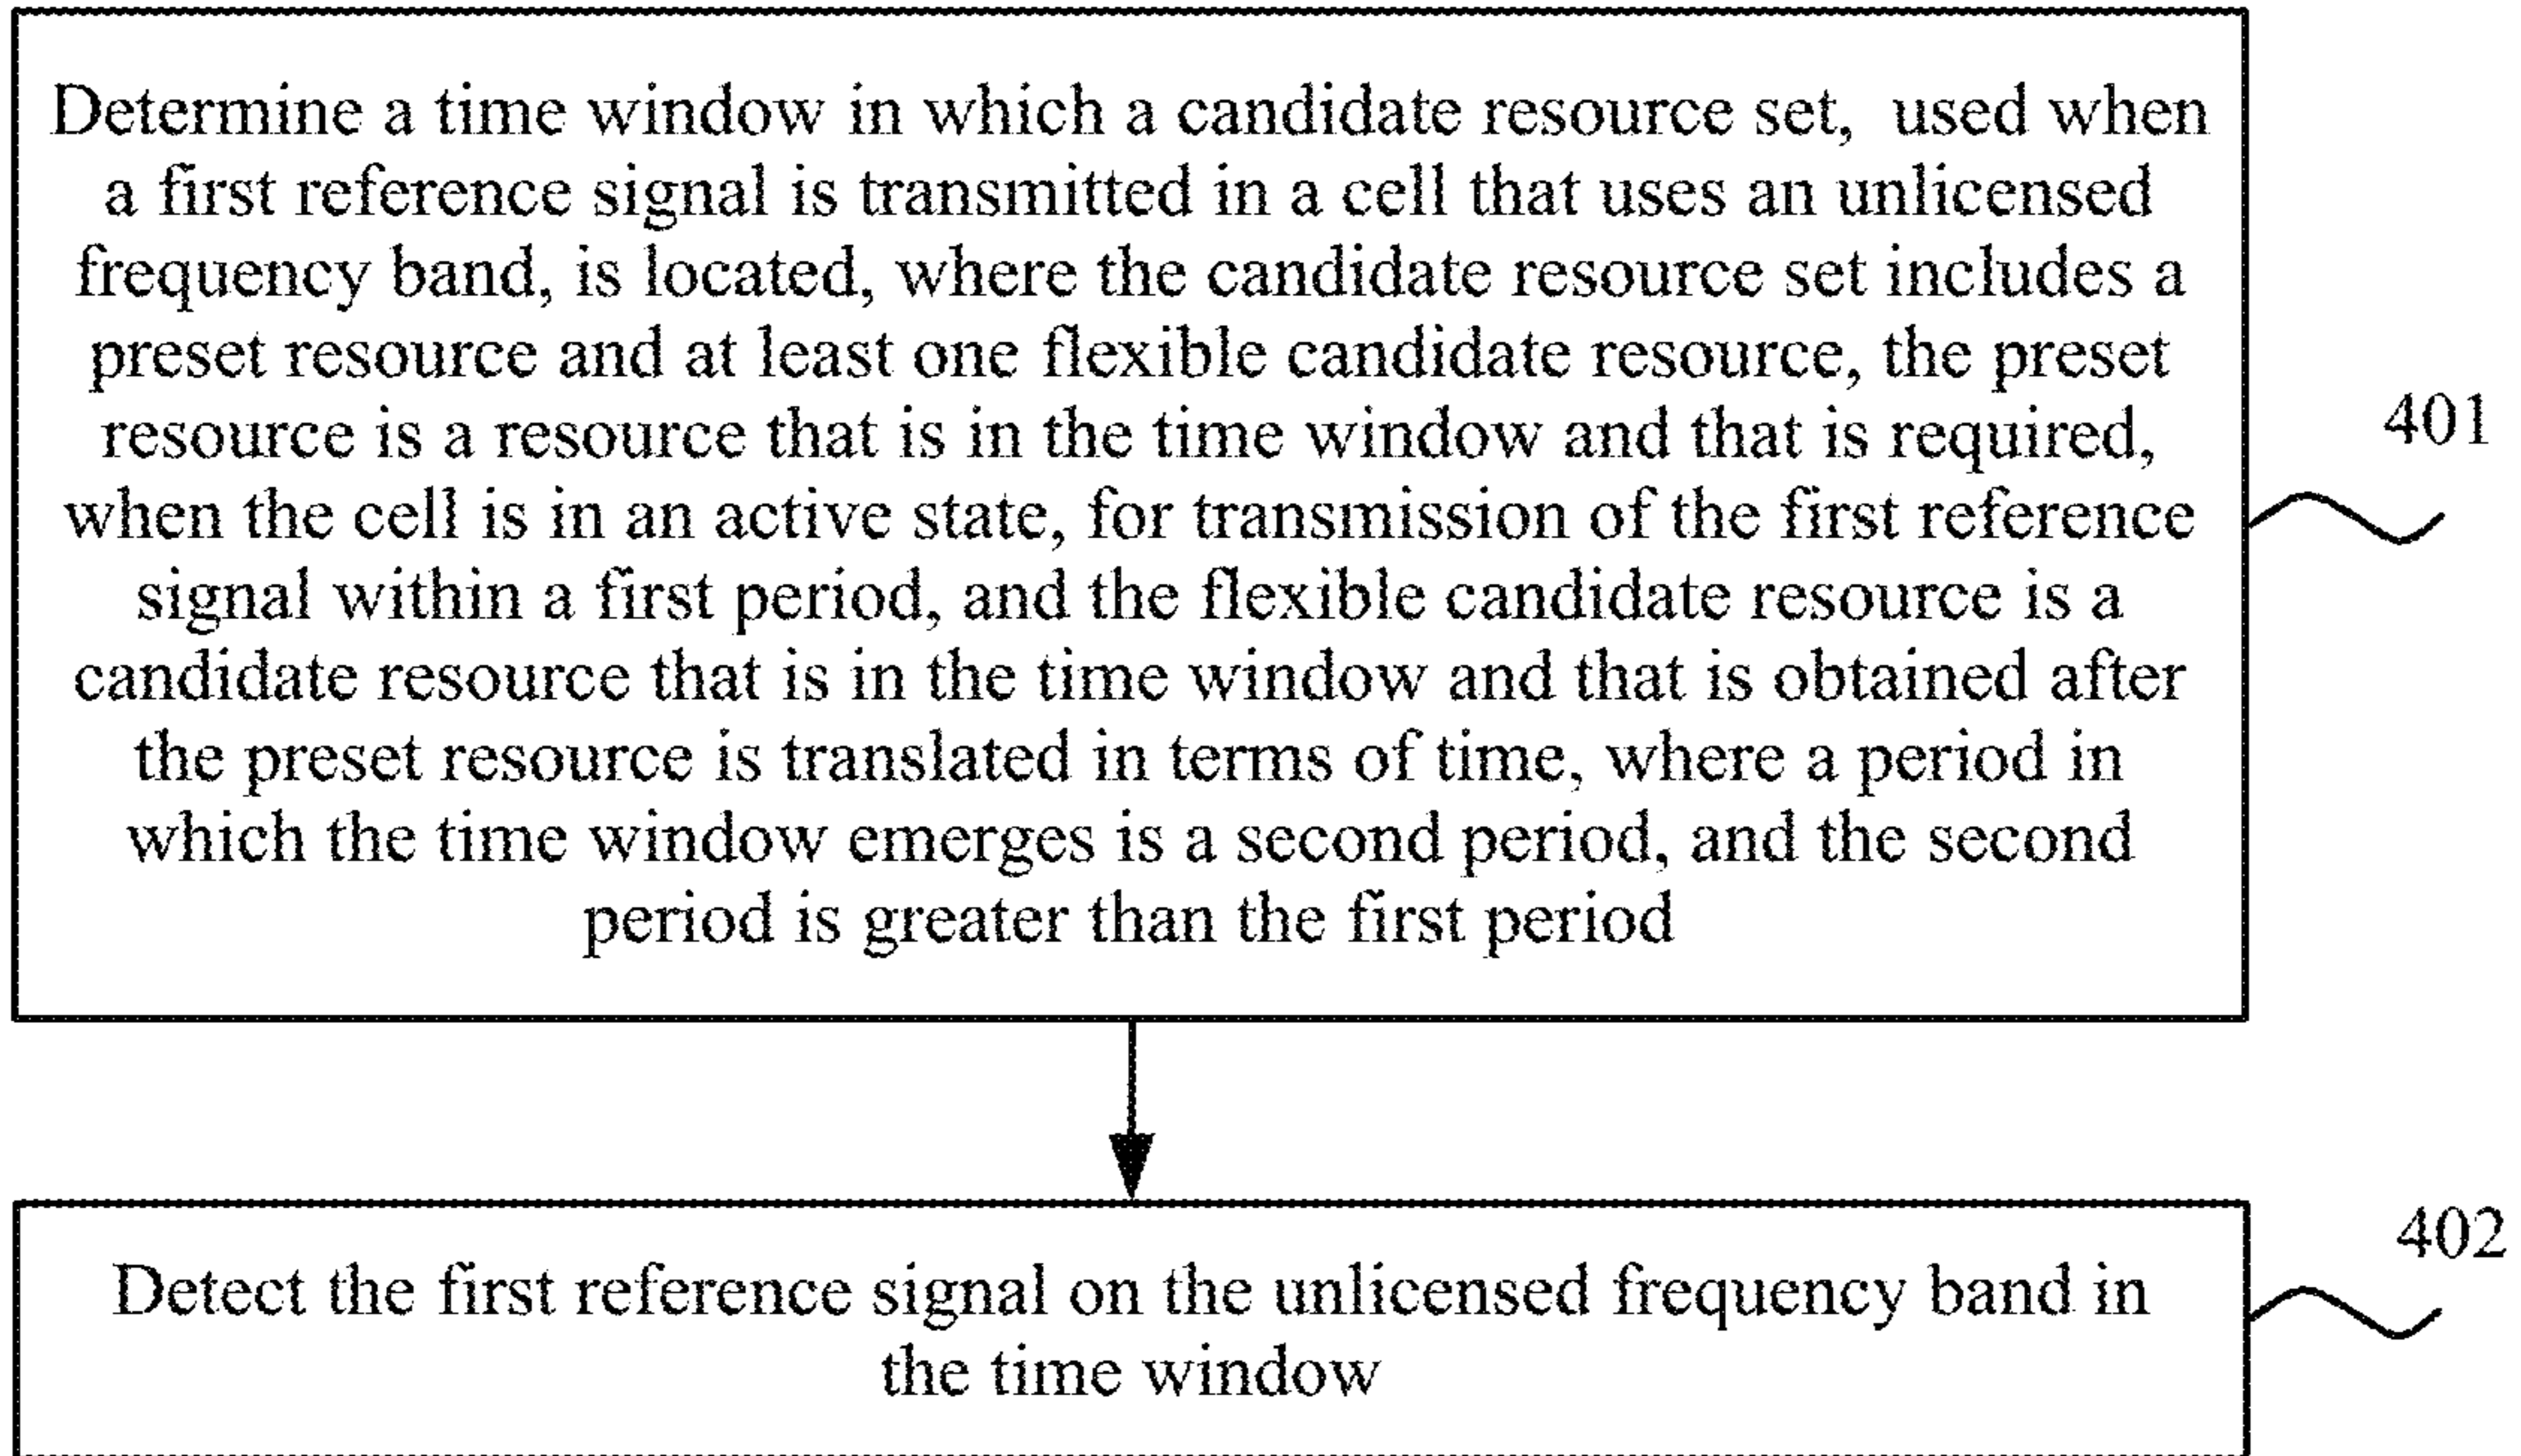 Determine a time window in which a candidate resource set, used when
a first reference signal is transmitted in a cell that uses an unlicensed
frequency band, is located, where the candidate resource set includes a
preset resource and at least one flexible candidate resource, the preset
resource is a resource that is in the time window and that is required,
when the cell is in an active state, for transmission of the first reference
signal within a first period, and the flexible candidate resource is a
candidate resource that is in the time window and that is obtained after
the preset resource is translated in terms of time, where a period in
which the time window emerges is a second period, and the second
period is greater than the first period
401
Detect the first reference signal on the unlicensed frequency band in
the time window
402